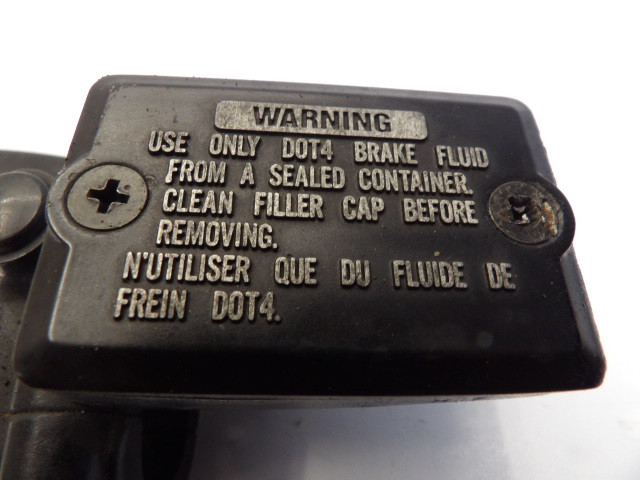 WARNING
USE ONLY DOT4 BRAKE FLUID
FROM A SEALED CONTAINER.
CLEAN FILLER CAP BEFORE
REMOVING.
N'UTILISER QUE DU FLUIDE DE
FREIN DOT4.